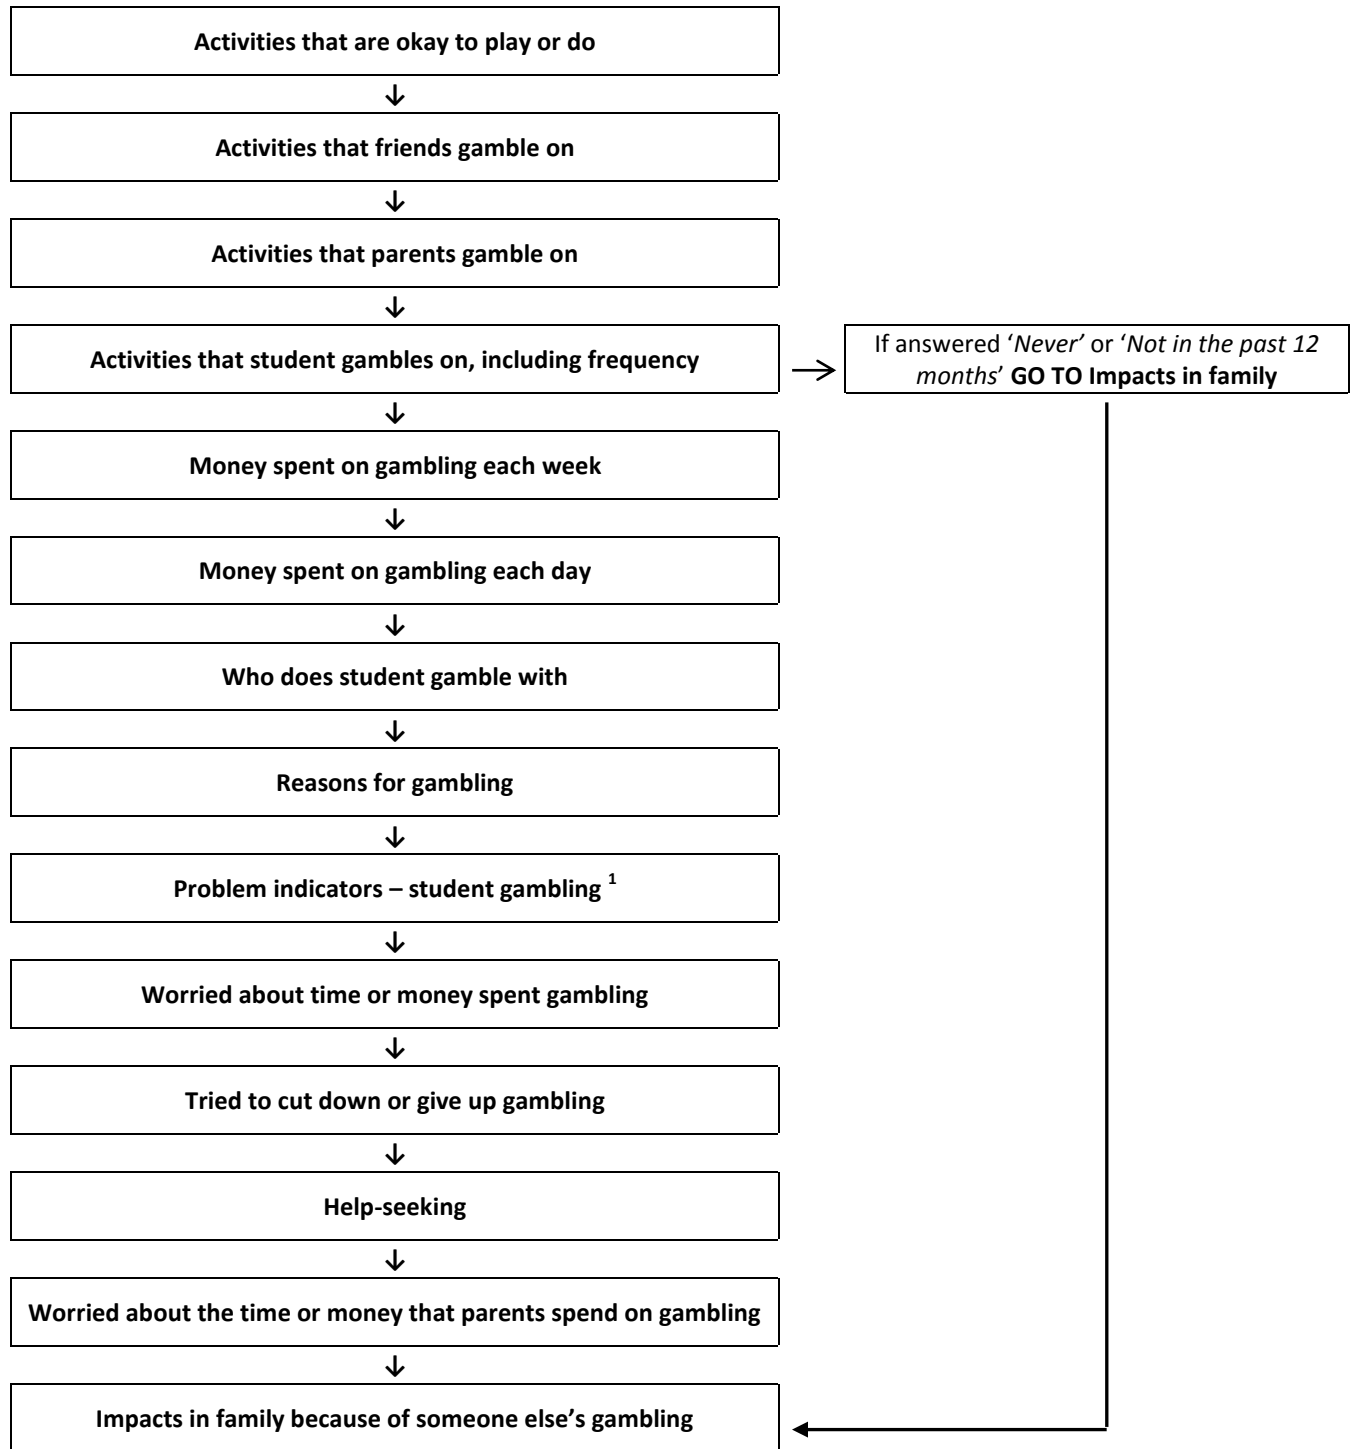 Activities that are okay to play or do
↓
Activities that friends gamble on
↓
Activities that parents gamble on
↓
Activities that student gambles on, including frequency
→
If answered ‘Never’ or ‘Not in the past 12
months’ GO TO Impacts in family
↓
Money spent on gambling each week
↓
Money spent on gambling each day
↓
Who does student gamble with
↓
Reasons for gambling
↓
Problem indicators – student gambling ¹
↓
Worried about time or money spent gambling
↓
Tried to cut down or give up gambling
↓
Help-seeking
↓
Worried about the time or money that parents spend on gambling
↓
Impacts in family because of someone else’s gambling